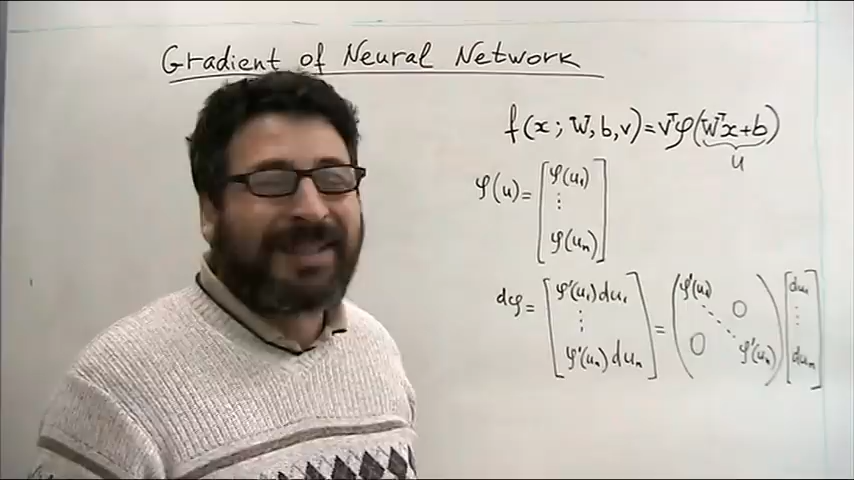 Gradient of Neural Network
f(x; W, b, v) = vᵀφ(Wᵀx+b)
u
φ(u) = [φ(u₁) ⋮ φ(uₙ)]
dφ = [φ'(u₁)du₁ ⋮ φ'(uₙ)duₙ] = (φ'(u₁) 0 ⋱ 0 φ'(uₙ)) [du₁ ⋮ duₙ]